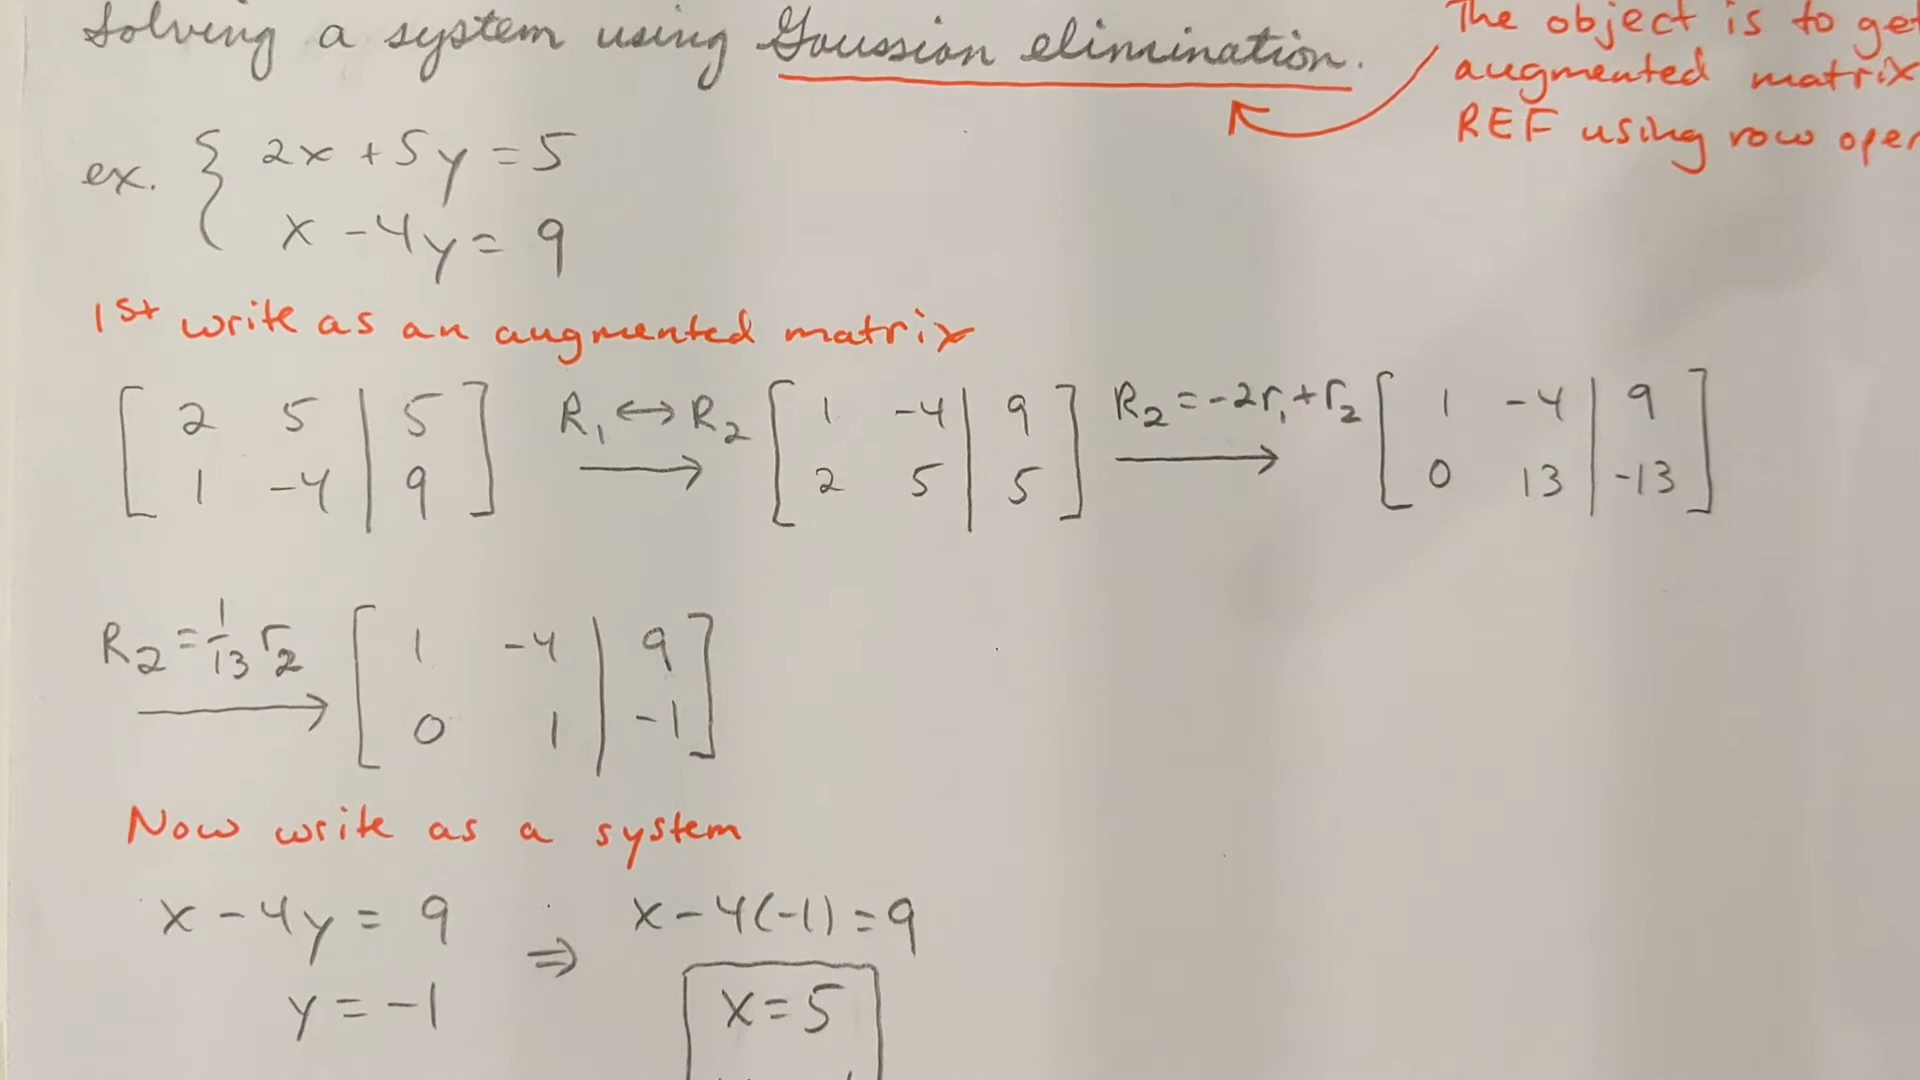 Solving a system using Gaussian elimination.
The object is to get
augmented matrix
REF using row oper
ex. { 2x + 5y = 5
x - 4y = 9
1st write as an augmented matrix
[ 2 5 | 5 ] R₁ ↔ R₂ [ 1 -4 | 9 ] R₂ = -2r₁ + r₂ [ 1 -4 | 9 ]
[ 1 -4 | 9 ] → [ 2 5 | 5 ] → [ 0 13 | -13 ]
R₂ = 1/13 r₂ [ 1 -4 | 9 ]
→ [ 0 1 | -1 ]
Now write as a system
x - 4y = 9 ⇒ x - 4(-1) = 9
y = -1 x = 5